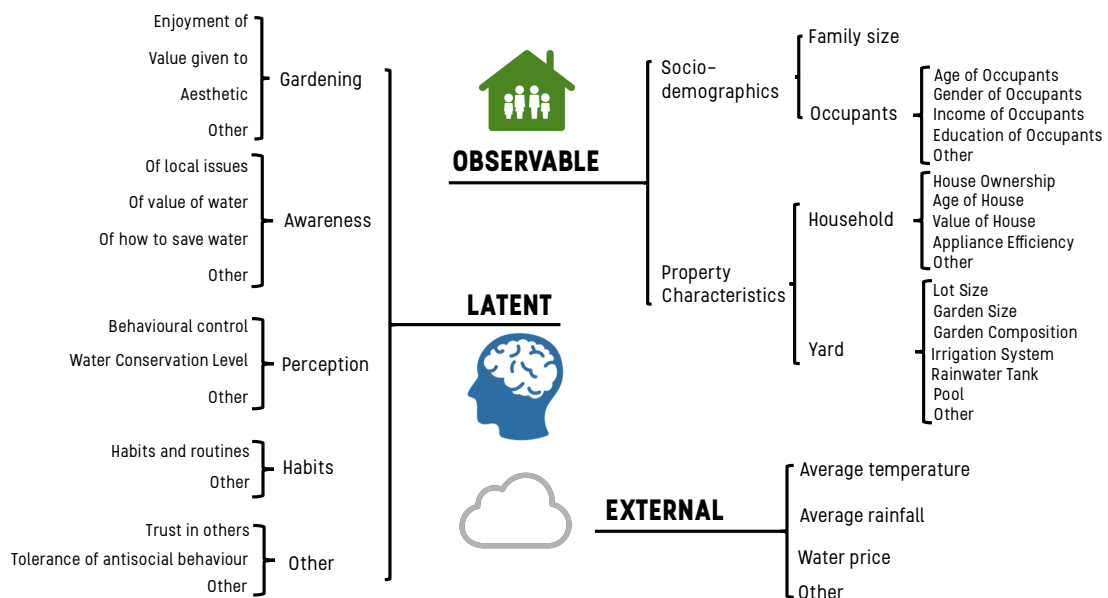 Enjoyment of
Value given to
Aesthetic
Other
Gardening
Of local issues
Of value of water
Of how to save water
Other
Awareness
Behavioural control
Water Conservation Level
Other
Perception
Habits and routines
Other
Habits
Trust in others
Tolerance of antisocial behaviour
Other
Other
OBSERVABLE
LATENT
EXTERNAL
Socio-
demographics
Family size
Occupants
Age of Occupants
Gender of Occupants
Income of Occupants
Education of Occupants
Other
Property
Characteristics
Household
House Ownership
Age of House
Value of House
Appliance Efficiency
Other
Yard
Lot Size
Garden Size
Garden Composition
Irrigation System
Rainwater Tank
Pool
Other
Average temperature
Average rainfall
Water price
Other